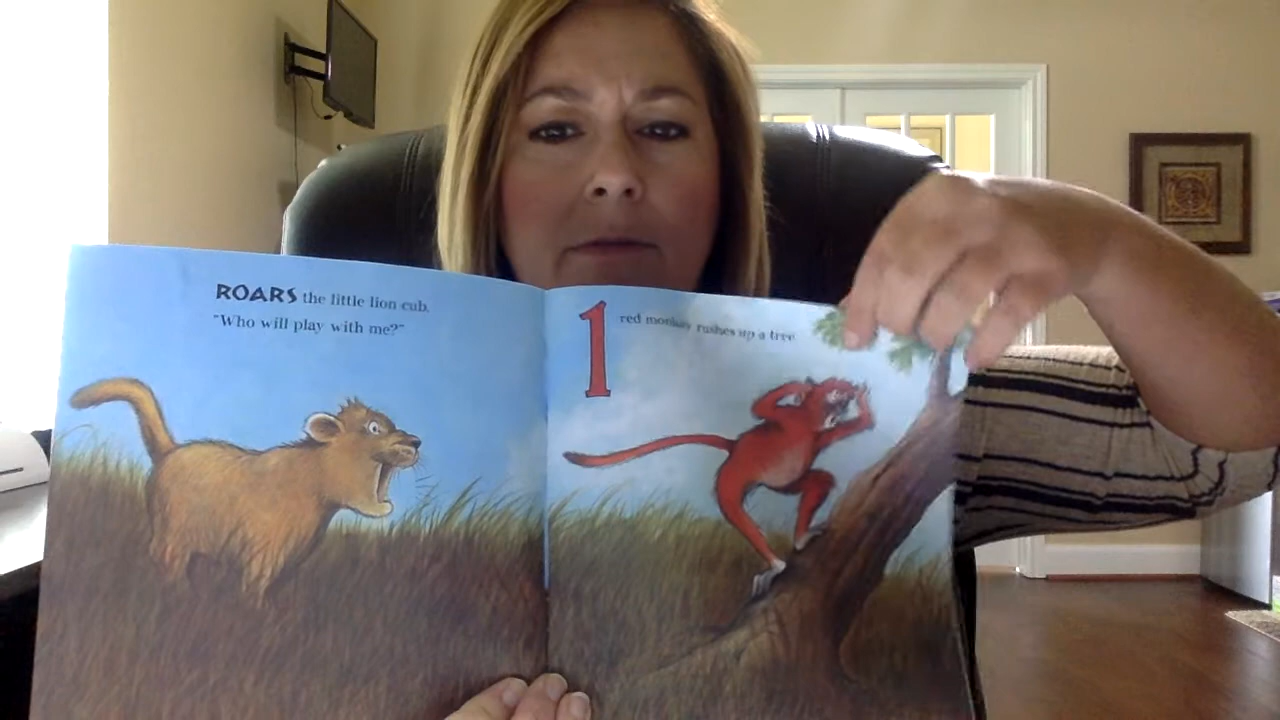 ROARS the little lion cub.
"Who will play with me?"
1 red monkey rushes up a tree